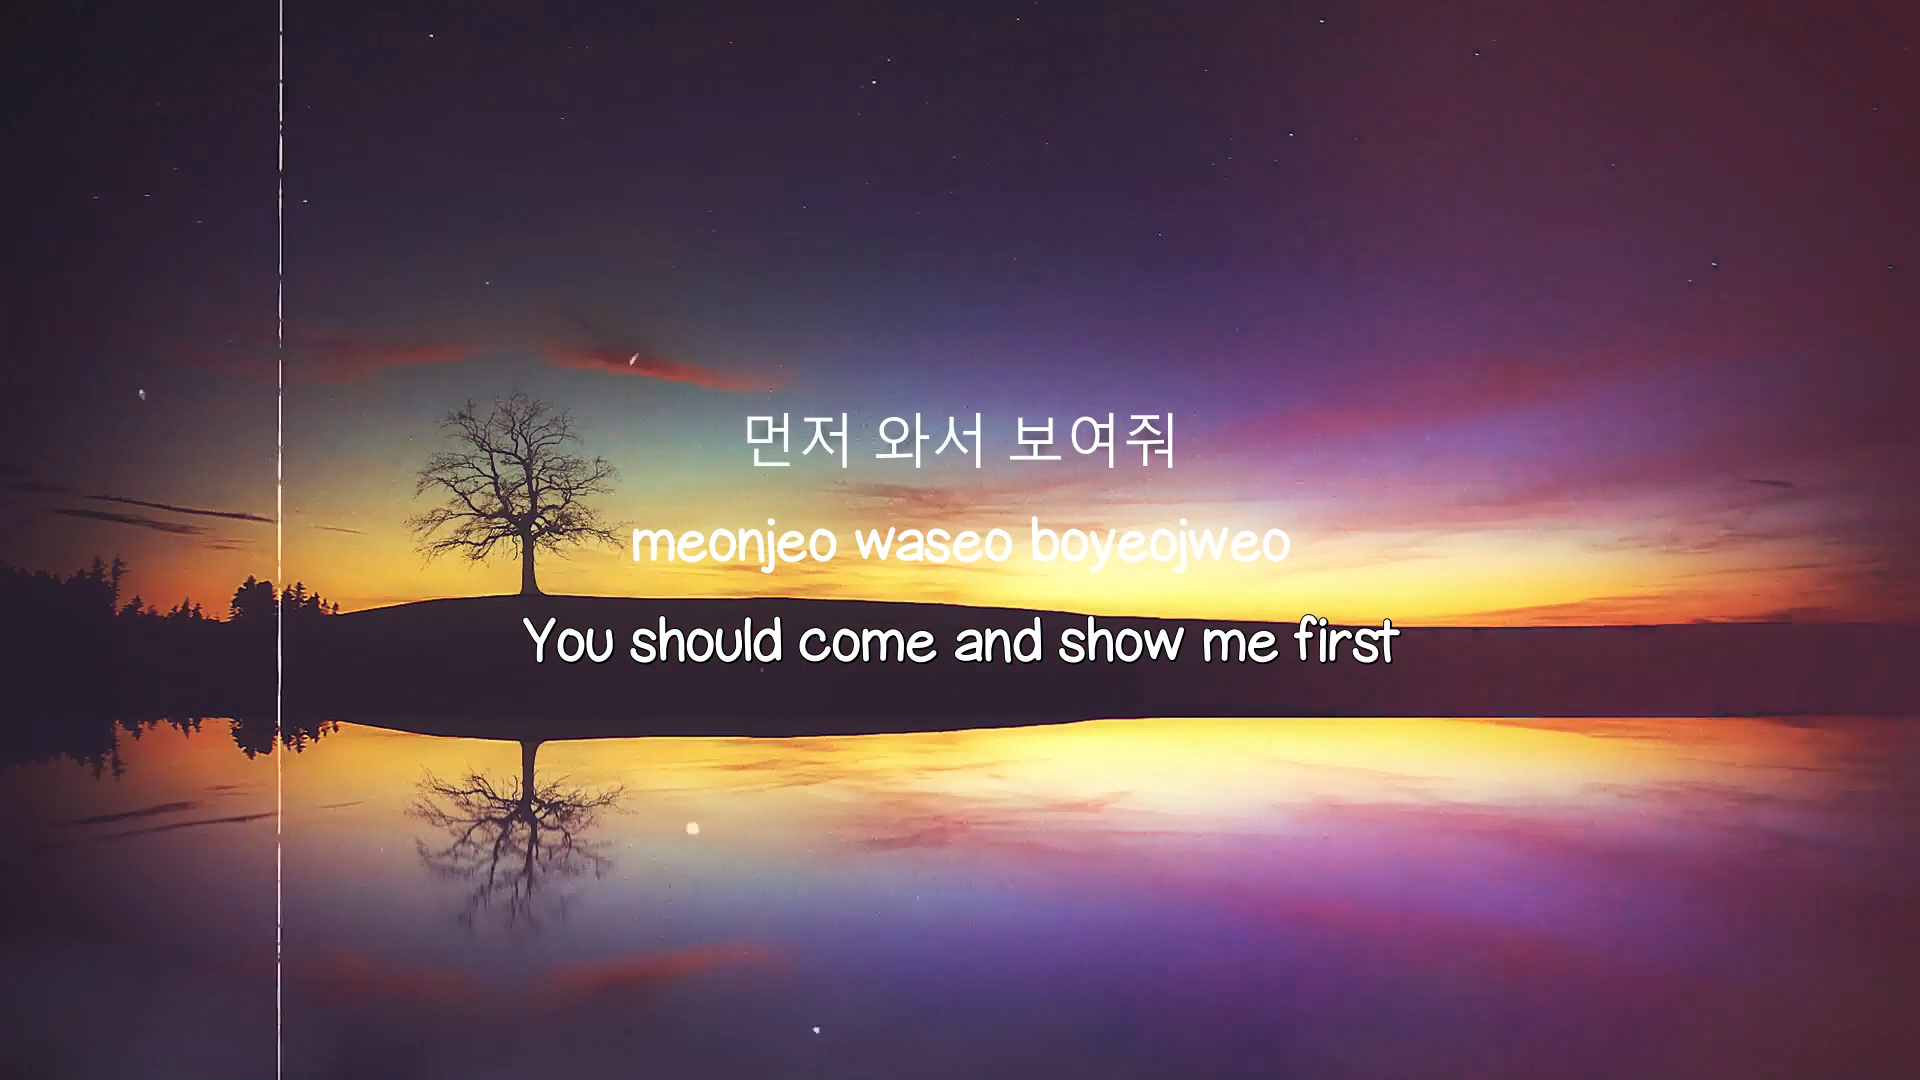 먼저 와서 보여줘
meonjeo waseo boyeojweo
You should come and show me first